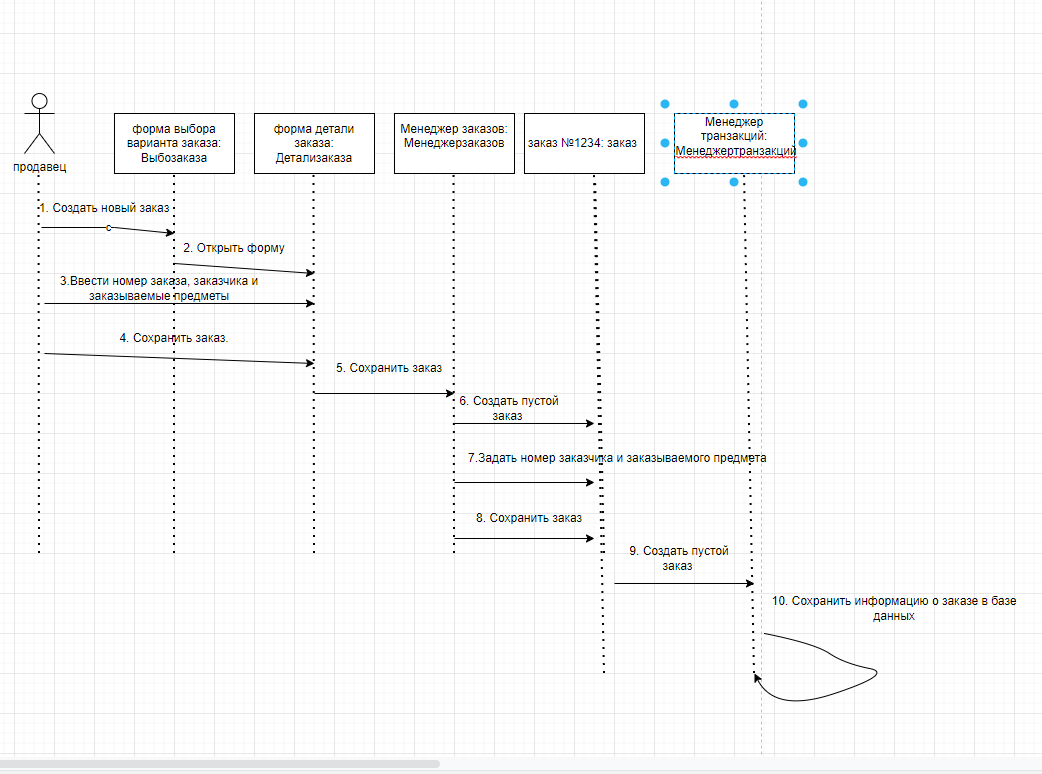 продавец
форма выбора
варианта заказа:
Выбозаказа
форма детали
заказа:
Детализаказа
Менеджер заказов:
Менеджерзаказов
заказ №1234: заказ
Менеджер
транзакций:
Менеджертранзакций
1. Создать новый заказ
с
2. Открыть форму
3.Ввести номер заказа, заказчика и
заказываемые предметы
4. Сохранить заказ.
5. Сохранить заказ
6. Создать пустой
заказ
7.Задать номер заказчика и заказываемого предмета
8. Сохранить заказ
9. Создать пустой
заказ
10. Сохранить информацию о заказе в базе
данных